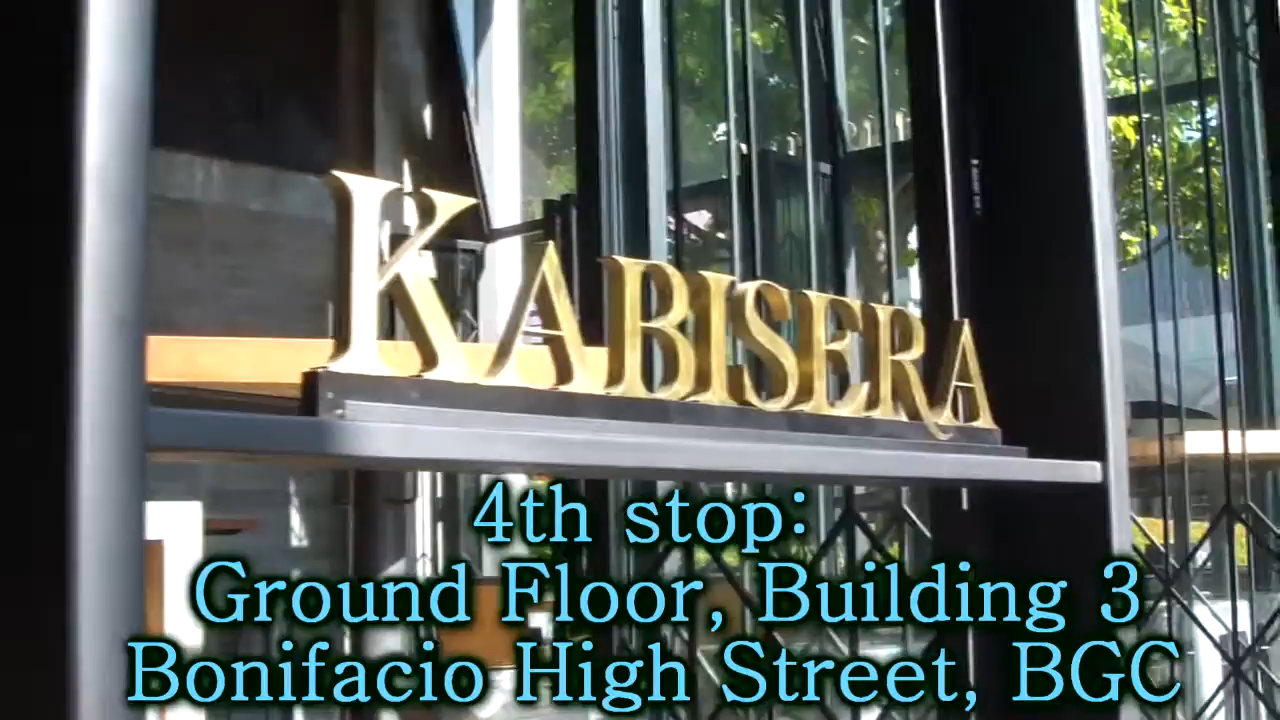 KABISERA
4th stop:
Ground Floor, Building 3
Bonifacio High Street, BGC